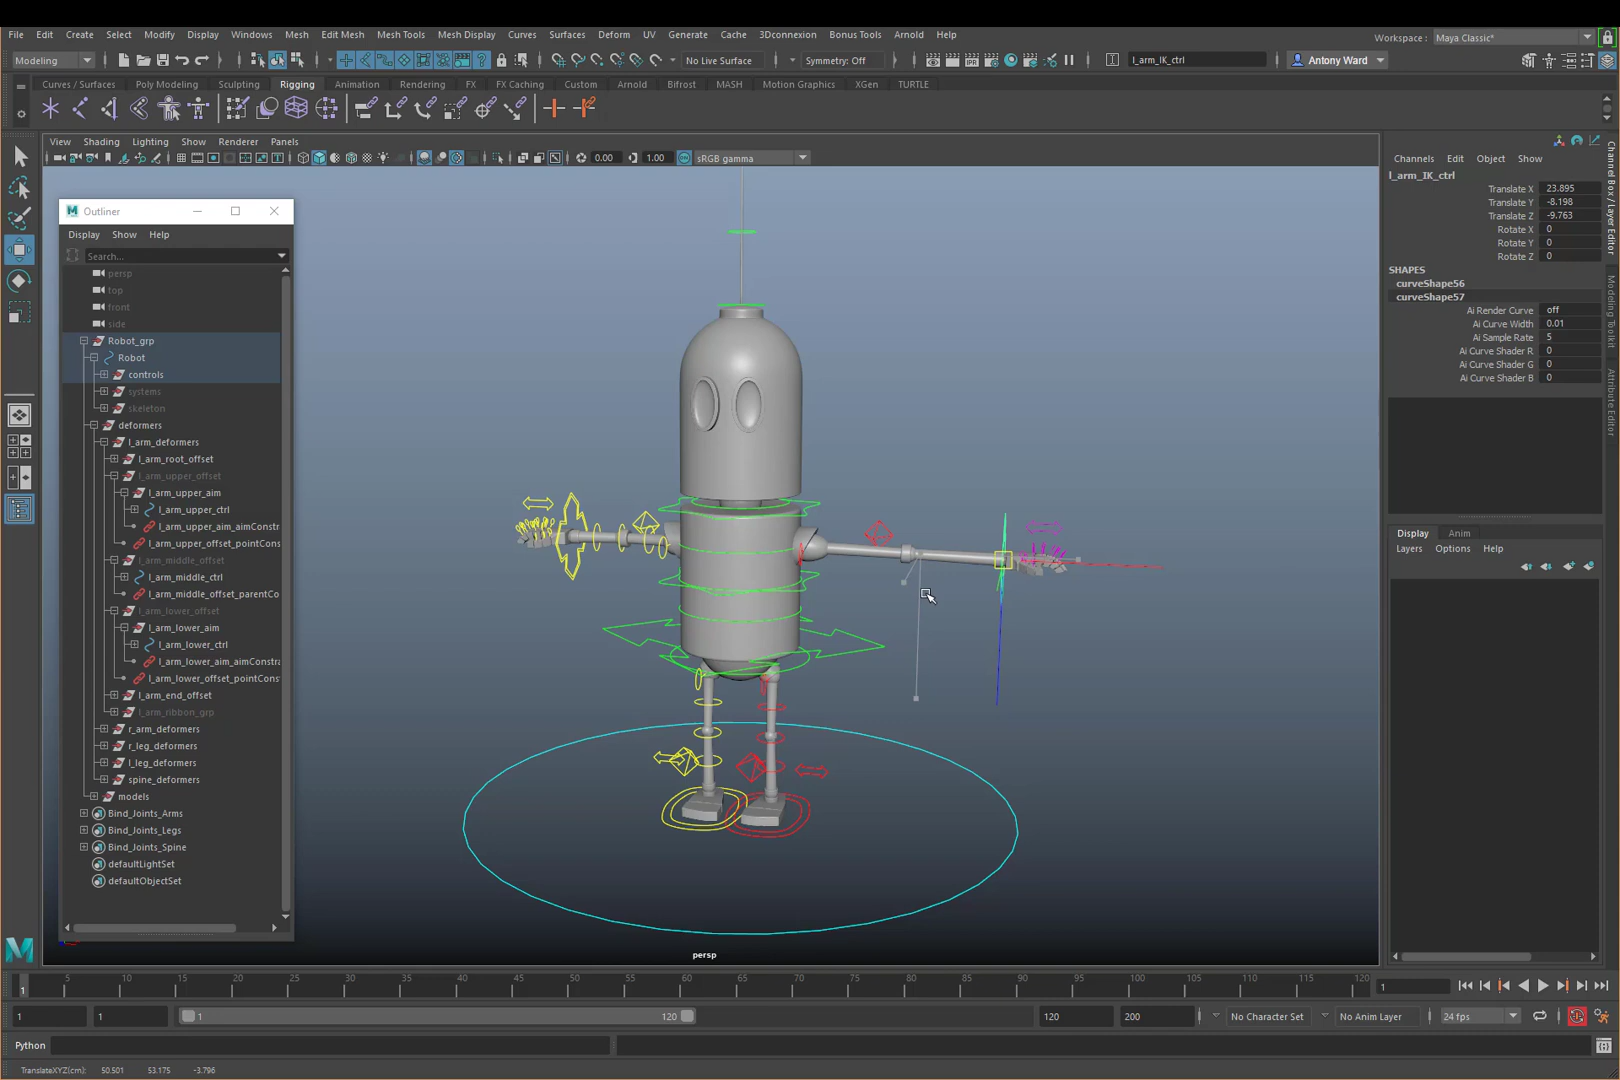 File Edit Create Select Modify Display Windows Mesh Edit Mesh Mesh Tools Mesh Display Curves Surfaces Deform UV Generate Cache 3Dconnexion Bonus Tools Arnold Help
Workspace : Maya Classic*
Modeling
No Live Surface
Symmetry: Off
l_arm_IK_ctrl
Antony Ward
Curves / Surfaces Poly Modeling Sculpting Rigging Animation Rendering FX FX Caching Custom Arnold Bifrost MASH Motion Graphics XGen TURTLE
View Shading Lighting Show Renderer Panels
0.00 1.00 sRGB gamma
Outliner
Display Show Help
Search...
persp
top
front
side
Robot_grp
Robot
controls
systems
skeleton
deformers
l_arm_deformers
l_arm_root_offset
l_arm_upper_offset
l_arm_upper_aim
l_arm_upper_ctrl
l_arm_upper_aim_aimConstr
l_arm_upper_offset_pointCons
l_arm_middle_offset
l_arm_middle_ctrl
l_arm_middle_offset_parentCo
l_arm_lower_offset
l_arm_lower_aim
l_arm_lower_ctrl
l_arm_lower_aim_aimConstra
l_arm_lower_offset_pointCons
l_arm_end_offset
l_arm_ribbon_grp
r_arm_deformers
r_leg_deformers
l_leg_deformers
spine_deformers
models
Bind_Joints_Arms
Bind_Joints_Legs
Bind_Joints_Spine
defaultLightSet
defaultObjectSet
persp
Channels Edit Object Show
l_arm_IK_ctrl
Translate X 23.895
Translate Y -8.198
Translate Z -9.763
Rotate X 0
Rotate Y 0
Rotate Z 0
SHAPES
curveShape56
curveShape57
Ai Render Curve off
Ai Curve Width 0.01
Ai Sample Rate 5
Ai Curve Shader R 0
Ai Curve Shader G 0
Ai Curve Shader B 0
Display Anim
Layers Options Help
Channel Box / Layer Editor
Modeling Toolkit
Attribute Editor
1 5 10 15 20 25 30 35 40 45 50 55 60 65 70 75 80 85 90 95 100 105 110 115 120
1
1 1 1 120 120 200 No Character Set No Anim Layer 24 fps
Python
TranslateXYZ(cm): 50.501 53.175 -3.796